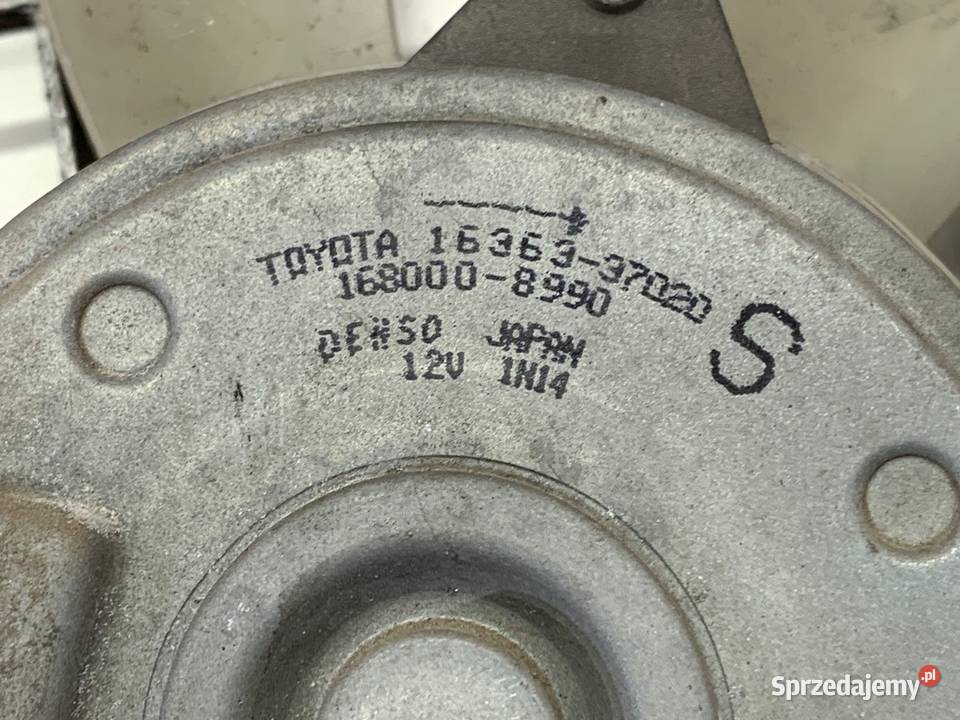 TOYOTA 16363-37020
168000-8990
S
DENSO JAPAN
12V 1N14
Sprzedajemy.pl